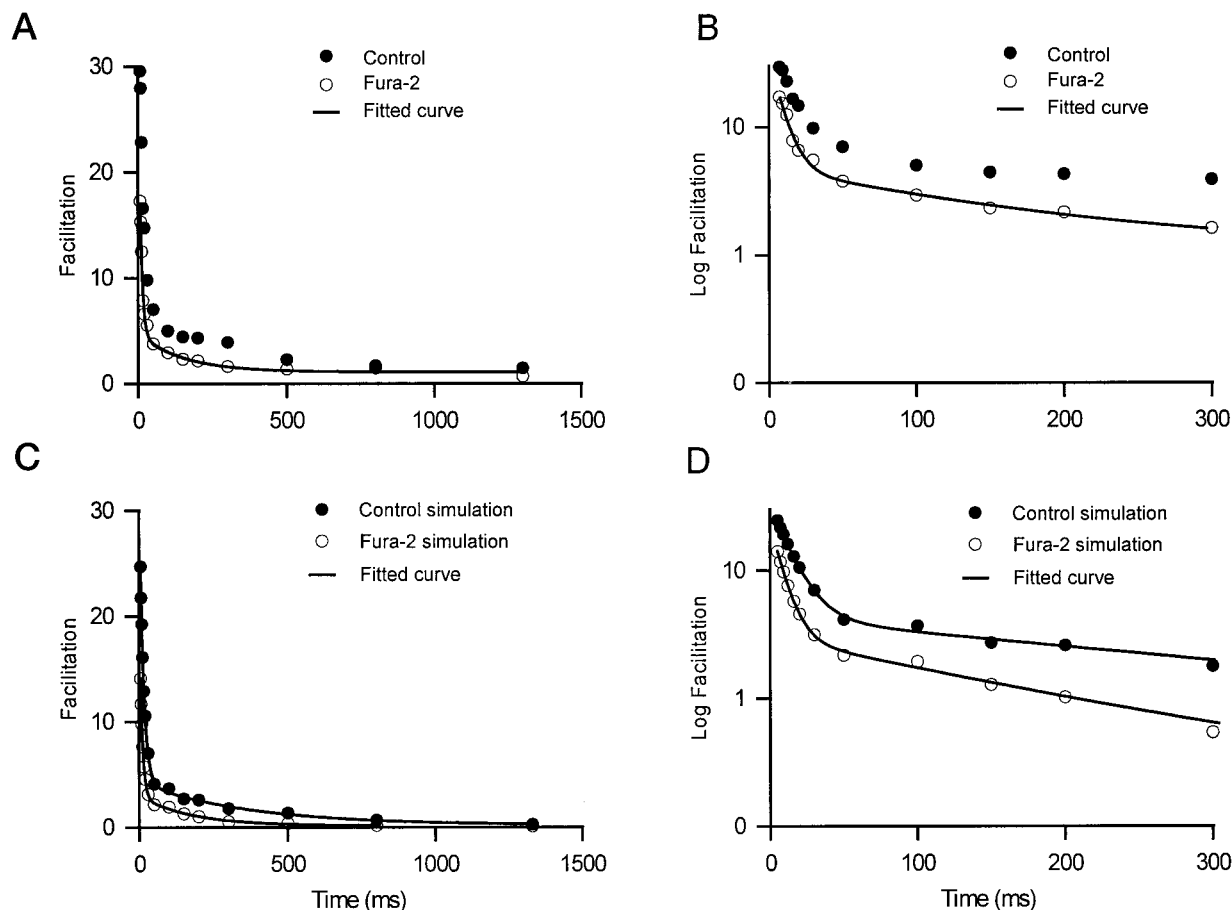 A
Control
Fura-2
Fitted curve
30
20
10
0
Facilitation
0
500
1000
1500
B
Control
Fura-2
Fitted curve
10
1
0
Log Facilitation
0
100
200
300
C
Control simulation
Fura-2 simulation
Fitted curve
30
20
10
0
Facilitation
0
500
1000
1500
Time (ms)
D
Control simulation
Fura-2 simulation
Fitted curve
10
1
0
Log Facilitation
0
100
200
300
Time (ms)